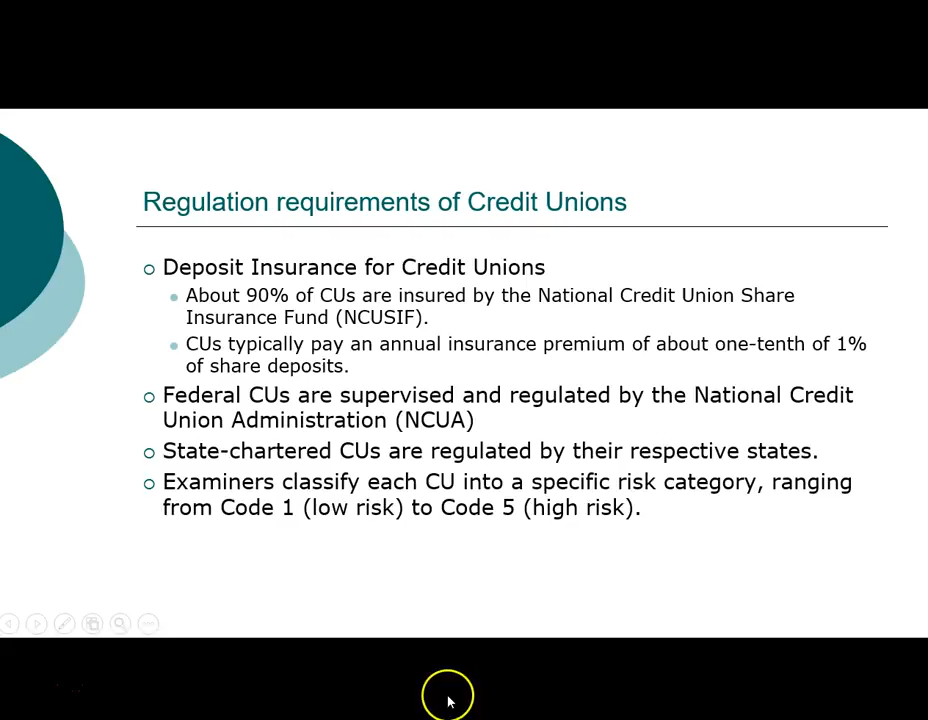 Regulation requirements of Credit Unions
Deposit Insurance for Credit Unions
About 90% of CUs are insured by the National Credit Union Share
Insurance Fund (NCUSIF).
CUs typically pay an annual insurance premium of about one-tenth of 1%
of share deposits.
Federal CUs are supervised and regulated by the National Credit
Union Administration (NCUA)
State-chartered CUs are regulated by their respective states.
Examiners classify each CU into a specific risk category, ranging
from Code 1 (low risk) to Code 5 (high risk).